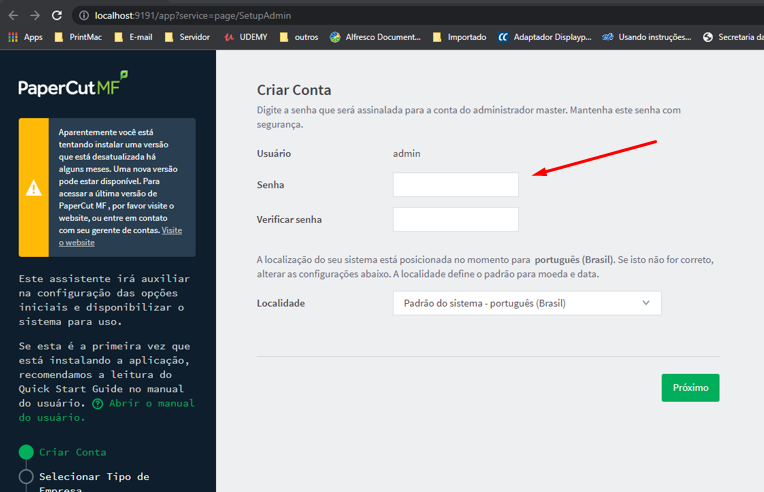 localhost:9191/app?service=page/SetupAdmin
Apps PrintMac E-mail Servidor UDEMY outros Alfresco Document... Importado Adaptador Displayp... Usando instruções... Secretaria da
PaperCut MF
Aparentemente você está
tentando instalar uma versão
que está desatualizada há
alguns meses. Uma nova versão
pode estar disponível. Para
acessar a última versão de
PaperCut MF , por favor visite o
website, ou entre em contato
com seu gerente de contas. Visite
o website
Este assistente irá auxiliar
na configuração das opções
iniciais e disponibilizar o
sistema para uso.
Se esta é a primeira vez que
está instalando a aplicação,
recomendamos a leitura do
Quick Start Guide no manual
do usuário. Abrir o manual
do usuário.
Criar Conta
Selecionar Tipo de
Empresa
Criar Conta
Digite a senha que será assinalada para a conta do administrador master. Mantenha este senha com
segurança.
Usuário admin
Senha
Verificar senha
A localização do seu sistema está posicionada no momento para português (Brasil). Se isto não for correto,
alterar as configurações abaixo. A localidade define o padrão para moeda e data.
Localidade Padrão do sistema - português (Brasil)
Próximo